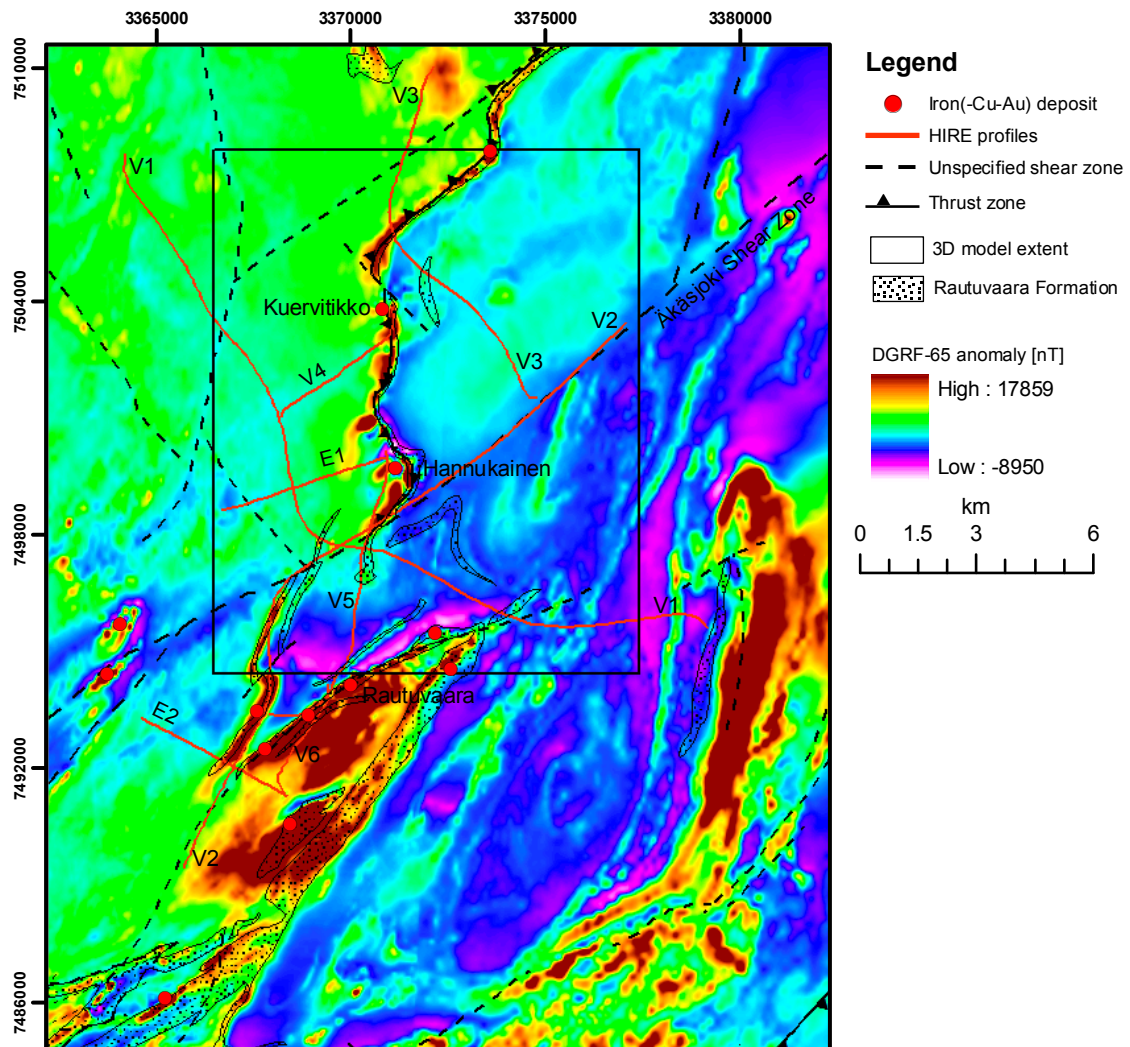 3365000 3370000 3375000 3380000
7510000
7504000
7498000
7492000
7486000
V3
V1
Äkäsjoki Shear Zone
Kuervitikko
V2
V4
V3
E1
Hannukainen
V5
V1
Rautuvaara
E2
V6
V2
Legend
Iron(-Cu-Au) deposit
HIRE profiles
Unspecified shear zone
Thrust zone
3D model extent
Rautuvaara Formation
DGRF-65 anomaly [nT]
High : 17859
Low : -8950
km
0 1.5 3 6